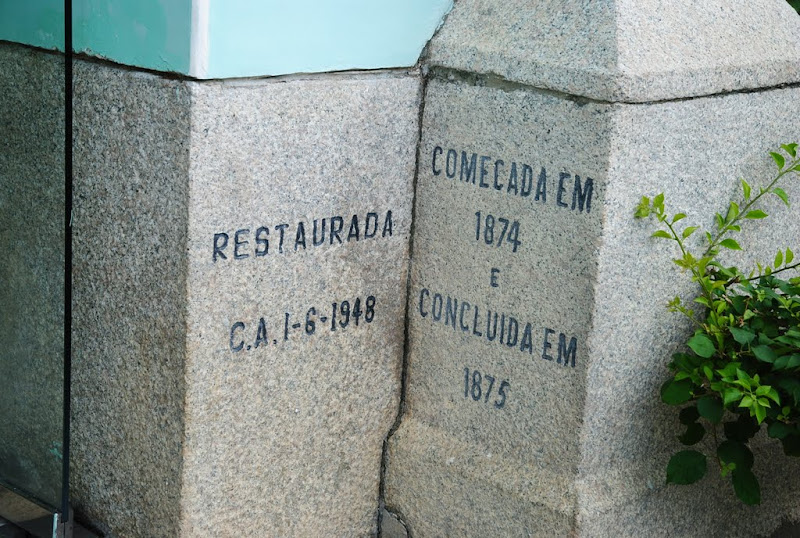 RESTAURADA
C.A. 1-6-1948
COMECADA EM
1874
E
CONCLUIDA EM
1875